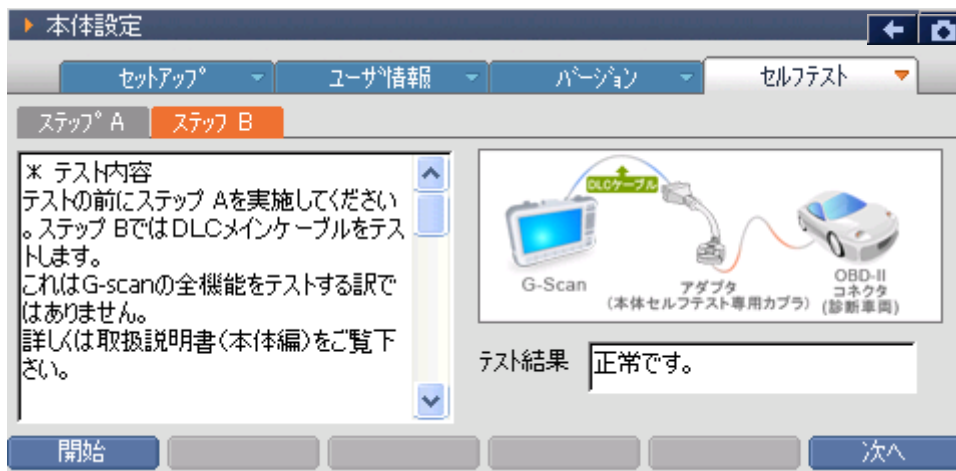 本体設定
セットアップ
ユーザ情報
バージョン
セルフテスト
ステップ A
ステップ B
* テスト内容
テストの前にステップ Aを実施してください
。ステップ BではDLCメインケーブルをテス
トします。
これはG-scanの全機能をテストする訳で
はありません。
詳しくは取扱説明書(本体編)をご覧下
さい。
DLCケーブル
G-Scan
アダプタ
(本体セルフテスト専用カプラ)
OBD-II
コネクタ
(診断車両)
テスト結果
正常です。
開始
次へ